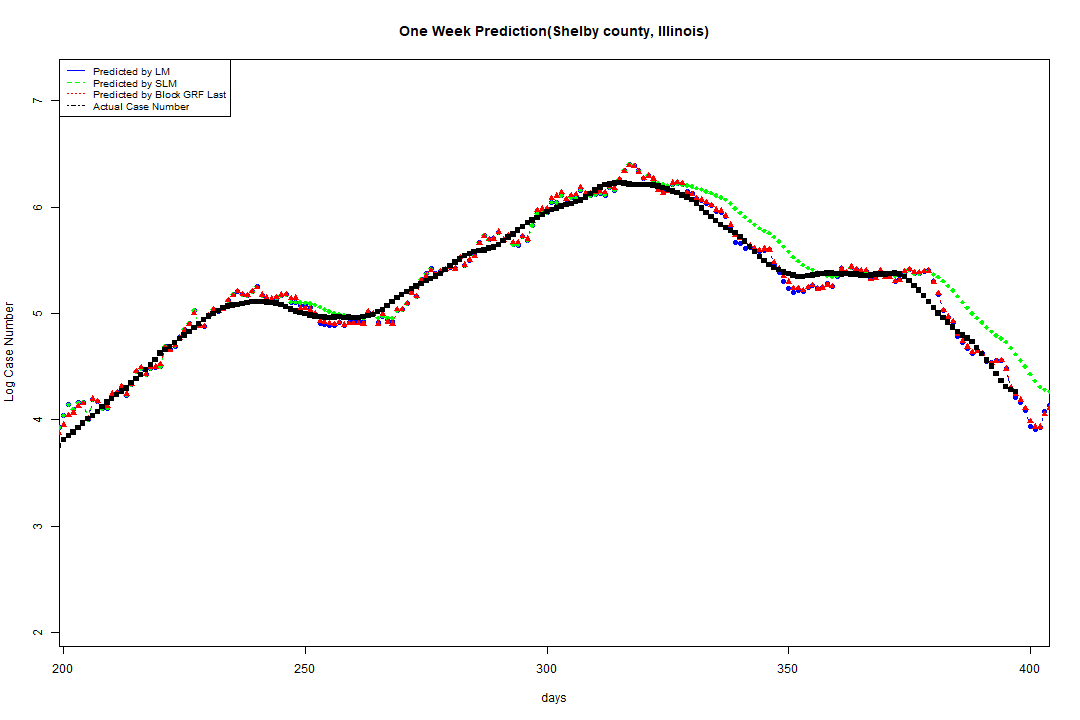 One Week Prediction(Shelby county, Illinois)
Predicted by LM
Predicted by SLM
Predicted by Block GRF Last
Actual Case Number
7
6
5
4
3
2
Log Case Number
200 250 300 350 400
days